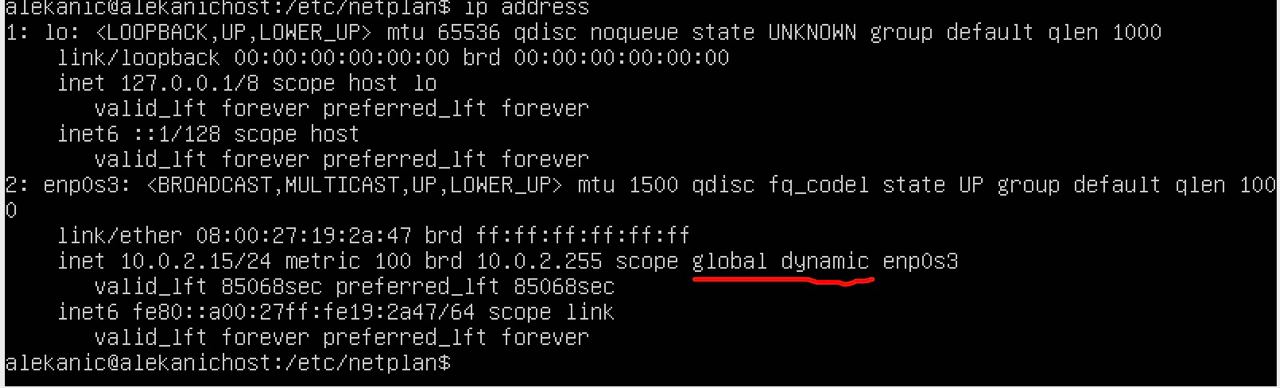 alekanic@alekanichost:/etc/netplan$ ip address
1: lo: <LOOPBACK,UP,LOWER_UP> mtu 65536 qdisc noqueue state UNKNOWN group default qlen 1000
    link/loopback 00:00:00:00:00:00 brd 00:00:00:00:00:00
    inet 127.0.0.1/8 scope host lo
       valid_lft forever preferred_lft forever
    inet6 ::1/128 scope host
       valid_lft forever preferred_lft forever
2: enp0s3: <BROADCAST,MULTICAST,UP,LOWER_UP> mtu 1500 qdisc fq_codel state UP group default qlen 100
0
    link/ether 08:00:27:19:2a:47 brd ff:ff:ff:ff:ff:ff
    inet 10.0.2.15/24 metric 100 brd 10.0.2.255 scope global dynamic enp0s3
       valid_lft 85068sec preferred_lft 85068sec
    inet6 fe80::a00:27ff:fe19:2a47/64 scope link
       valid_lft forever preferred_lft forever
alekanic@alekanichost:/etc/netplan$